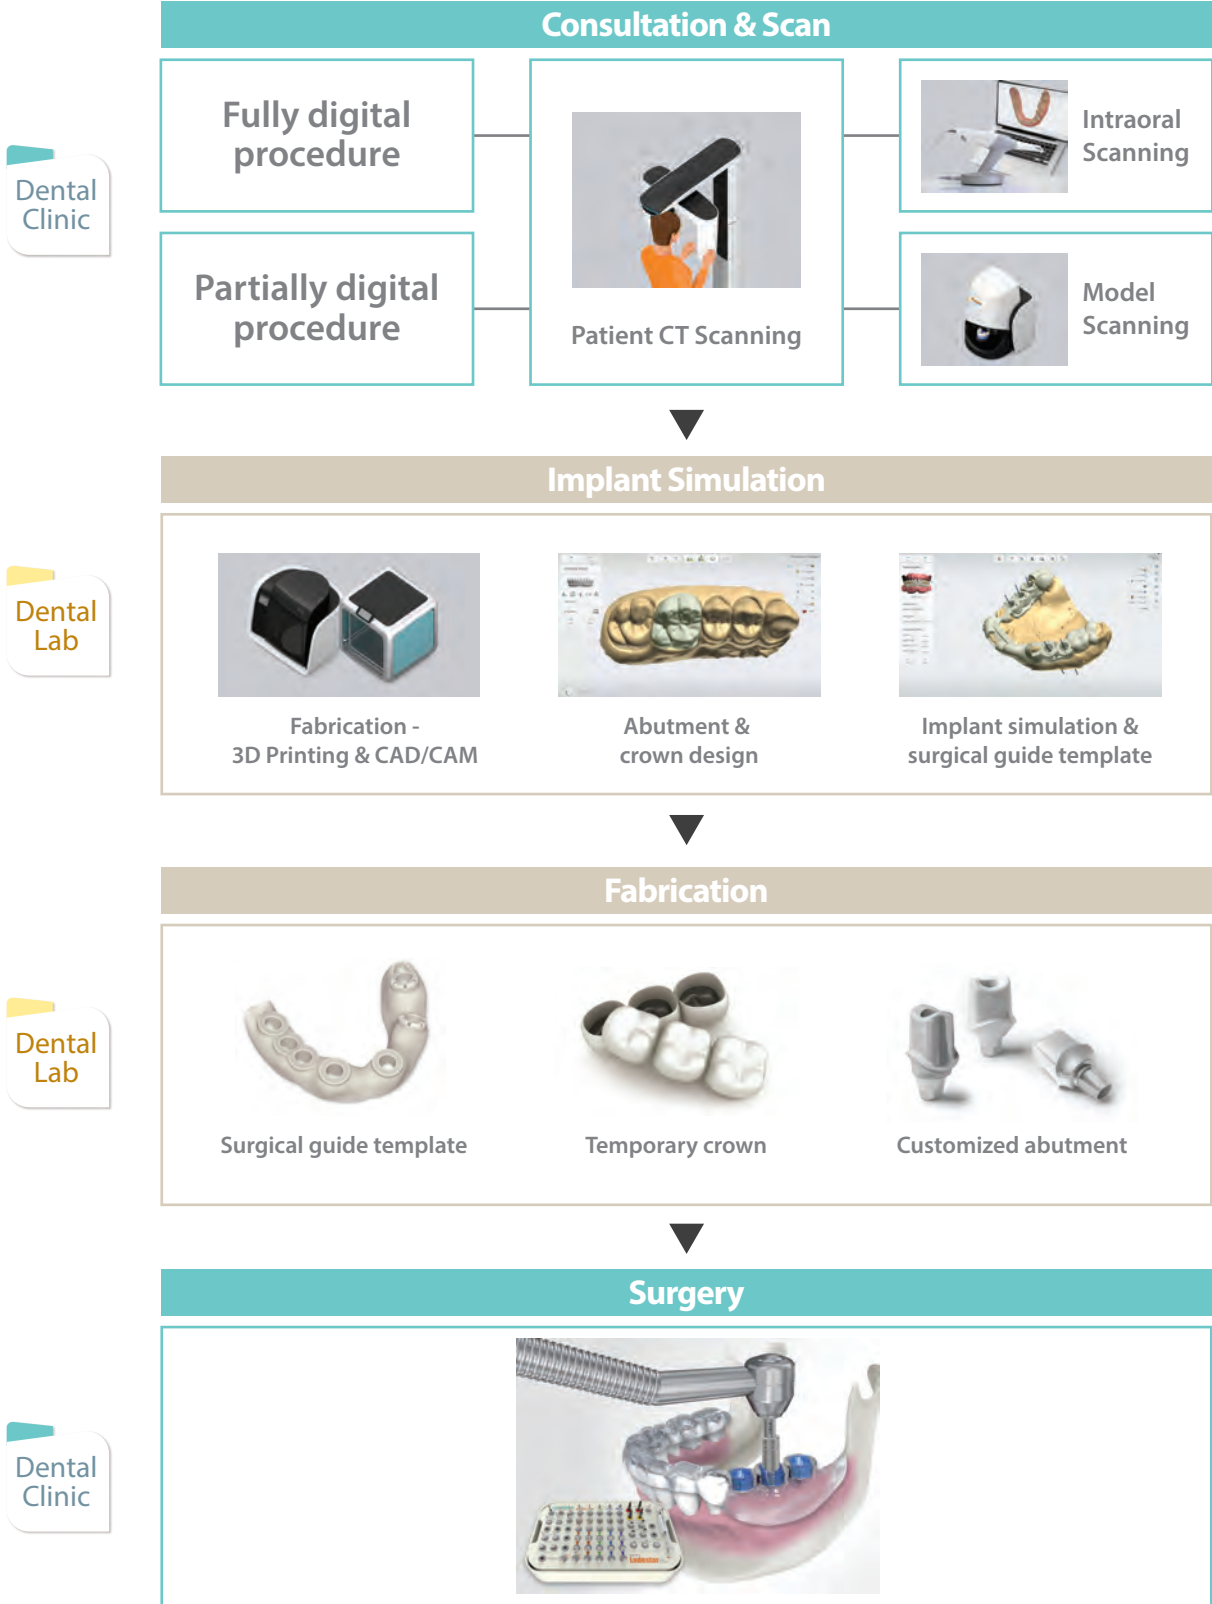 Consultation & Scan
Dental
Clinic
Fully digital
procedure
Partially digital
procedure
Patient CT Scanning
Intraoral
Scanning
Model
Scanning
Implant Simulation
Dental
Lab
Fabrication -
3D Printing & CAD/CAM
Abutment &
crown design
Implant simulation &
surgical guide template
Fabrication
Dental
Lab
Surgical guide template
Temporary crown
Customized abutment
Surgery
Dental
Clinic